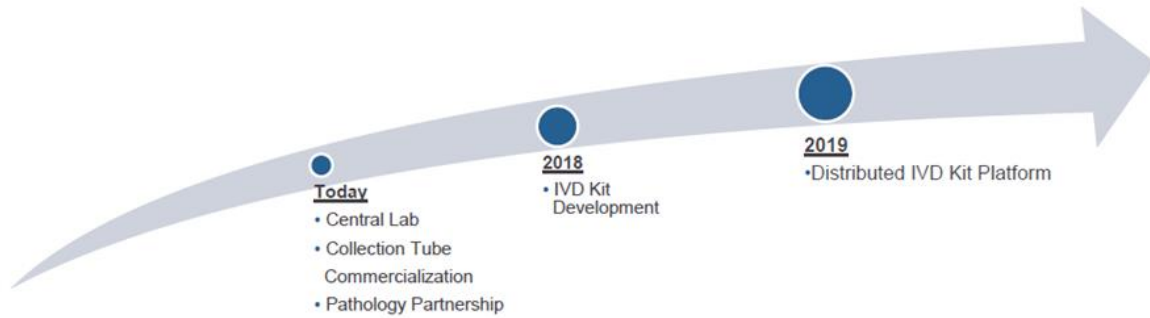 Today
• Central Lab
• Collection Tube
Commercialization
• Pathology Partnership
2018
• IVD Kit
Development
2019
•Distributed IVD Kit Platform